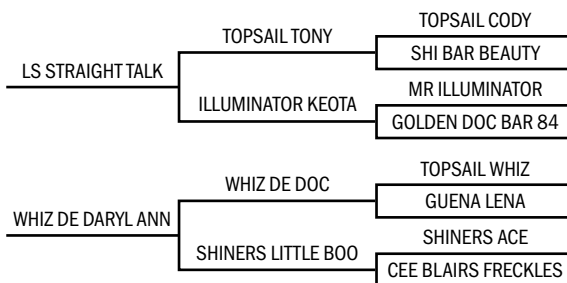 TOPSAIL CODY
TOPSAIL TONY
SHI BAR BEAUTY
LS STRAIGHT TALK
MR ILLUMINATOR
ILLUMINATOR KEOTA
GOLDEN DOC BAR 84
TOPSAIL WHIZ
WHIZ DE DOC
GUENA LENA
WHIZ DE DARYL ANN
SHINERS ACE
SHINERS LITTLE BOO
CEE BLAIRS FRECKLES